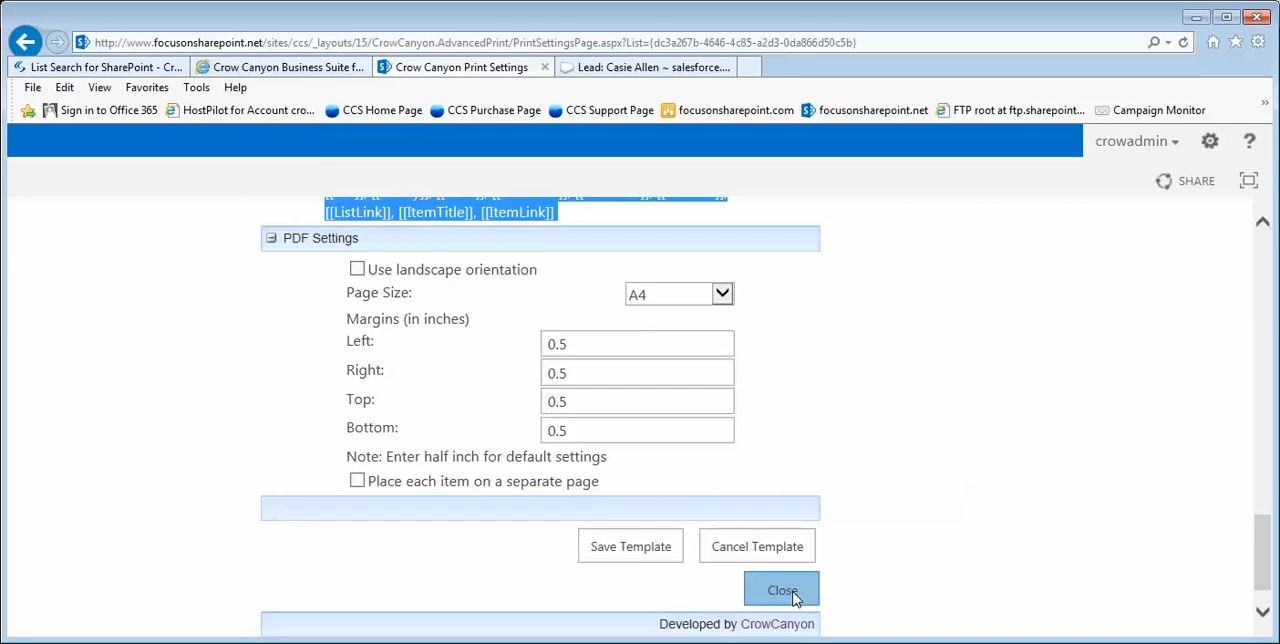 http://www.focusonsharepoint.net/sites/ccs/_layouts/15/CrowCanyon.AdvancedPrint/PrintSettingsPage.aspx?List={dc3a267b-4646-4c85-a2d3-0da866d50c5b}
List Search for SharePoint - Cr... Crow Canyon Business Suite f... Crow Canyon Print Settings Lead: Casie Allen ~ salesforce....
File Edit View Favorites Tools Help
Sign in to Office 365 HostPilot for Account cro... CCS Home Page CCS Purchase Page CCS Support Page focusonsharepoint.com focusonsharepoint.net FTP root at ftp.sharepoint... Campaign Monitor
crowadmin
SHARE
[[ListLink]], [[ItemTitle]], [[ItemLink]]
PDF Settings
Use landscape orientation
Page Size: A4
Margins (in inches)
Left: 0.5
Right: 0.5
Top: 0.5
Bottom: 0.5
Note: Enter half inch for default settings
Place each item on a separate page
Save Template Cancel Template
Close
Developed by CrowCanyon